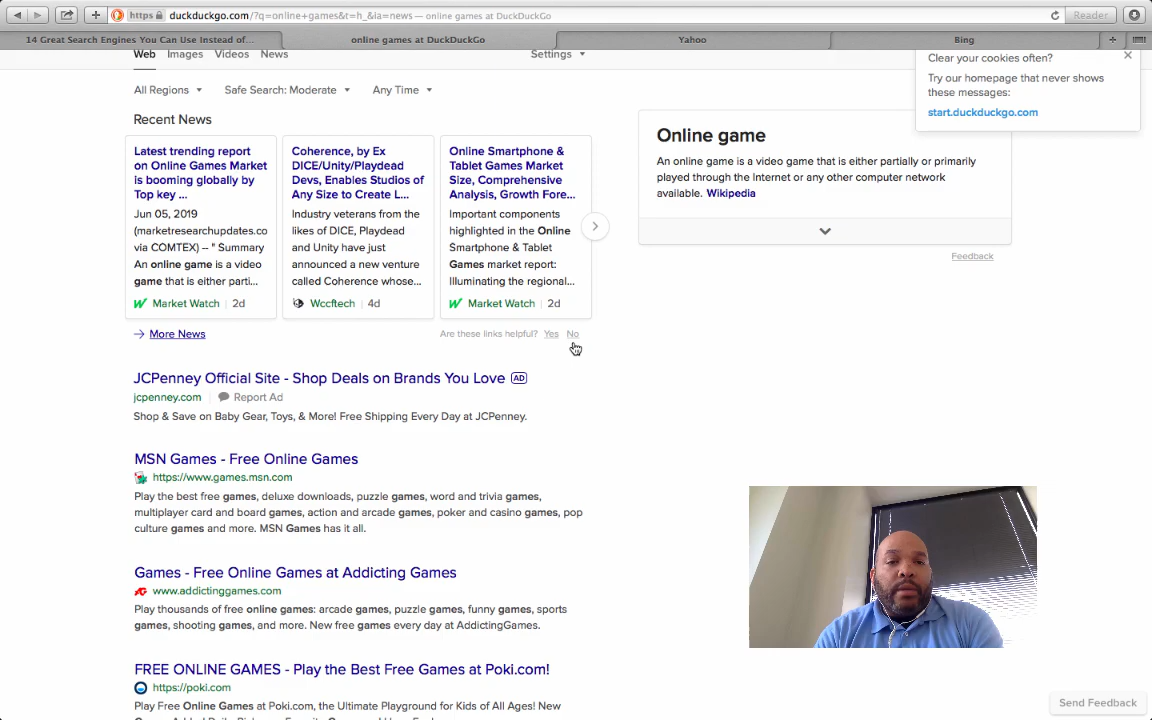 https duckduckgo.com/?q=online+games&t=h_&ia=news — online games at DuckDuckGo
Reader
14 Great Search Engines You Can Use Instead of...
online games at DuckDuckGo
Yahoo
Bing
Web Images Videos News
Settings
Clear your cookies often?
Try our homepage that never shows
these messages:
start.duckduckgo.com
All Regions Safe Search: Moderate Any Time
Recent News
Latest trending report
on Online Games Market
is booming globally by
Top key ...
Jun 05, 2019
(marketresearchupdates.co
via COMTEX) -- " Summary
An online game is a video
game that is either parti...
Market Watch 2d
Coherence, by Ex
DICE/Unity/Playdead
Devs, Enables Studios of
Any Size to Create L...
Industry veterans from the
likes of DICE, Playdead
and Unity have just
announced a new venture
called Coherence whose...
Wccftech 4d
Online Smartphone &
Tablet Games Market
Size, Comprehensive
Analysis, Growth Fore...
Important components
highlighted in the Online
Smartphone & Tablet
Games market report:
Illuminating the regional...
Market Watch 2d
More News
Are these links helpful? Yes No
Online game
An online game is a video game that is either partially or primarily
played through the Internet or any other computer network
available. Wikipedia
Feedback
JCPenney Official Site - Shop Deals on Brands You Love AD
jcpenney.com Report Ad
Shop & Save on Baby Gear, Toys, & More! Free Shipping Every Day at JCPenney.
MSN Games - Free Online Games
https://www.games.msn.com
Play the best free games, deluxe downloads, puzzle games, word and trivia games,
multiplayer card and board games, action and arcade games, poker and casino games, pop
culture games and more. MSN Games has it all.
Games - Free Online Games at Addicting Games
www.addictinggames.com
Play thousands of free online games: arcade games, puzzle games, funny games, sports
games, shooting games, and more. New free games every day at AddictingGames.
FREE ONLINE GAMES - Play the Best Free Games at Poki.com!
https://poki.com
Play Free Online Games at Poki.com, the Ultimate Playground for Kids of All Ages! New
Send Feedback